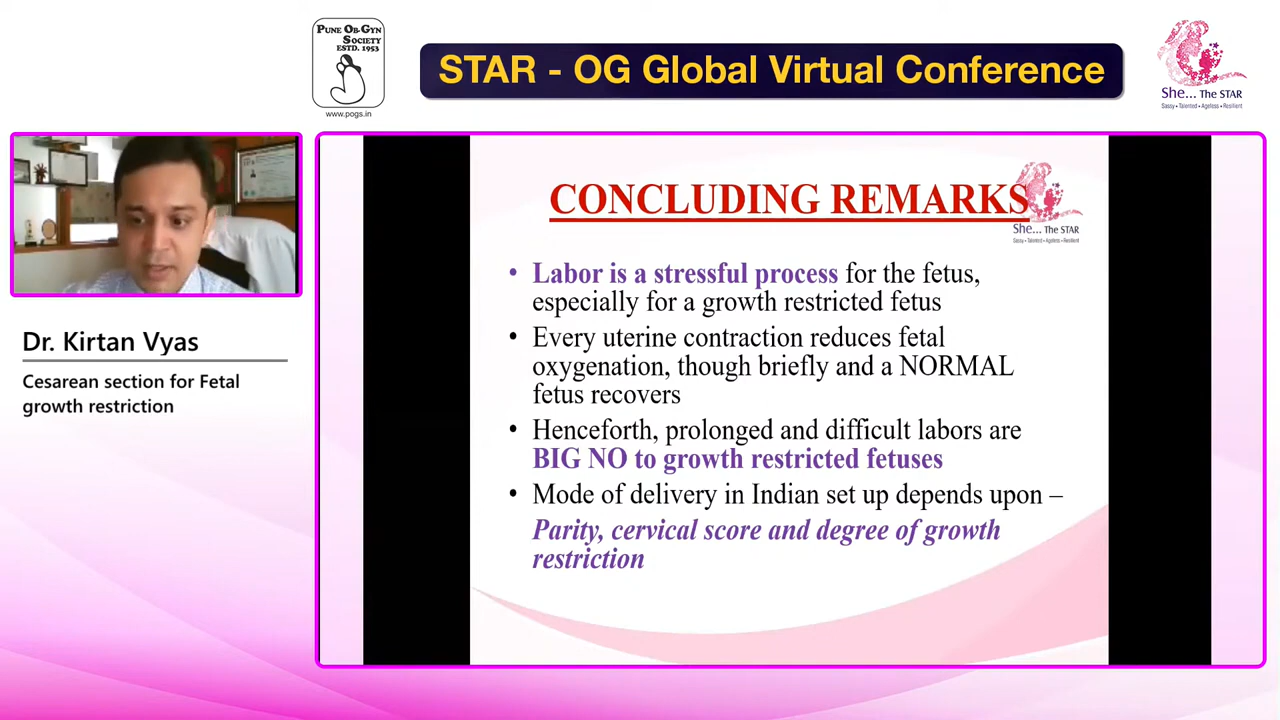 PUNE OB-GYN
SOCIETY
ESTD. 1953
www.pogs.in
STAR - OG Global Virtual Conference
She... The STAR
Sassy • Talented • Ageless • Resilient
Dr. Kirtan Vyas
Cesarean section for Fetal
growth restriction
CONCLUDING REMARKS
She... The STAR
Sassy • Talented • Ageless • Resilient
• Labor is a stressful process for the fetus,
especially for a growth restricted fetus
• Every uterine contraction reduces fetal
oxygenation, though briefly and a NORMAL
fetus recovers
• Henceforth, prolonged and difficult labors are
BIG NO to growth restricted fetuses
• Mode of delivery in Indian set up depends upon –
Parity, cervical score and degree of growth
restriction